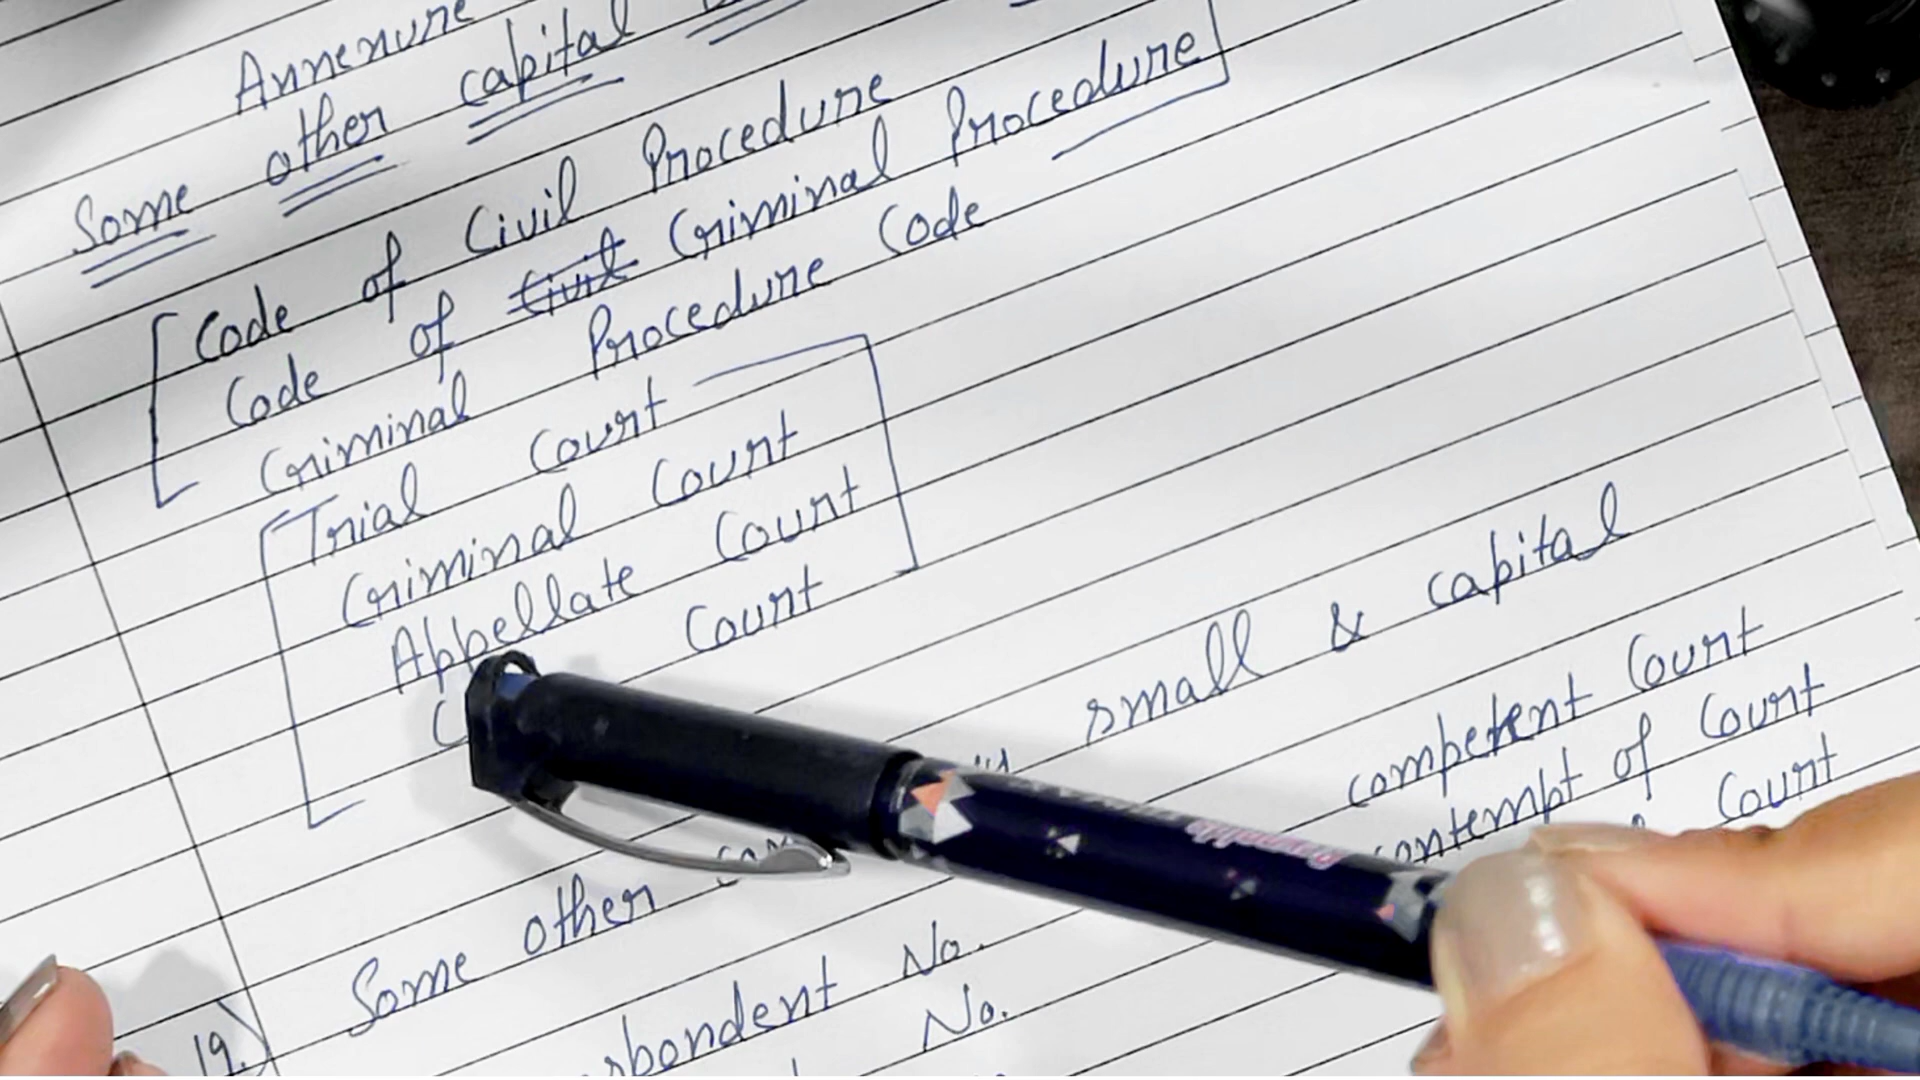 Annexure
Some other capital
Code of Civil Procedure
Code of Civil Criminal Procedure
Criminal Procedure Code
Trial Court
Criminal Court
Appellate Court
Court
small & capital
competent Court
contempt of Court
Court
Some other
19.)
No.
No.